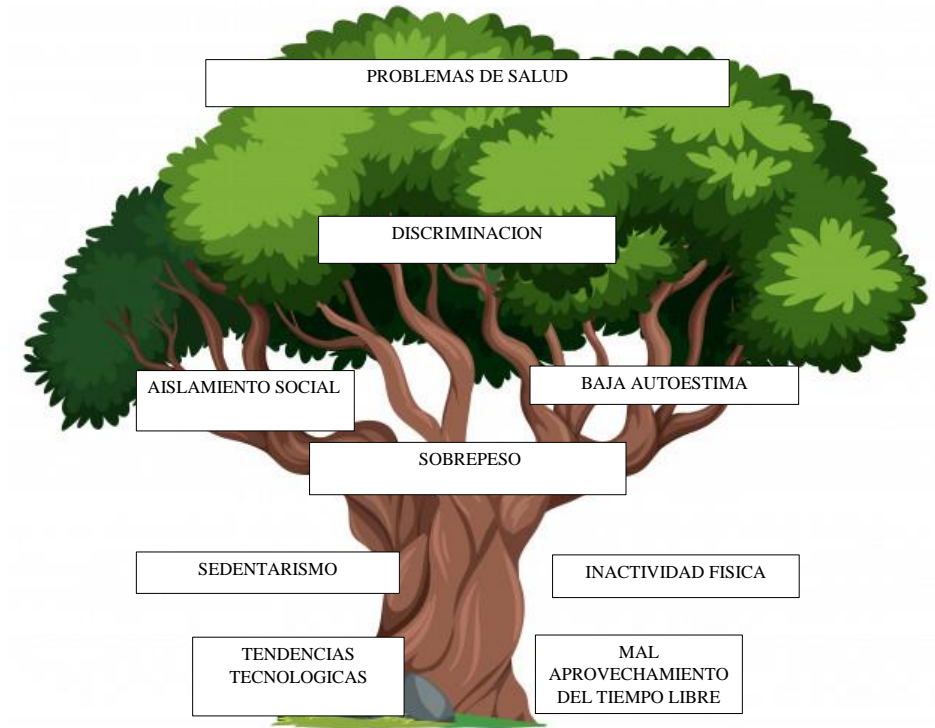 PROBLEMAS DE SALUD
DISCRIMINACION
AISLAMIENTO SOCIAL
BAJA AUTOESTIMA
SOBREPESO
SEDENTARISMO
INACTIVIDAD FISICA
TENDENCIAS
TECNOLOGICAS
MAL
APROVECHAMIENTO
DEL TIEMPO LIBRE